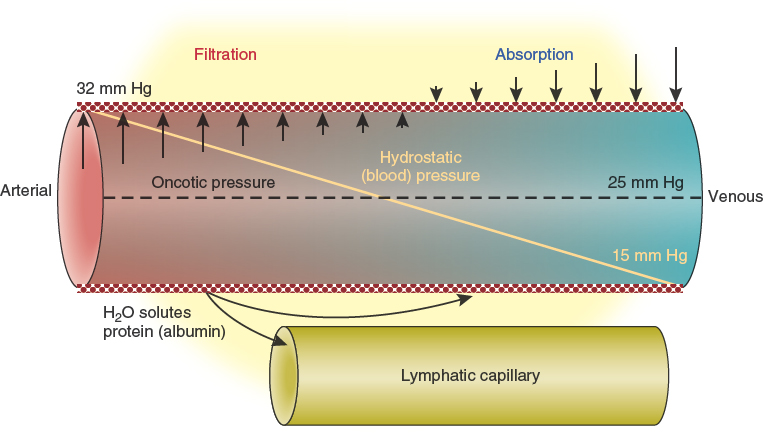 Filtration
Absorption
32 mm Hg
Hydrostatic
(blood) pressure
Oncotic pressure
25 mm Hg
Arterial
Venous
15 mm Hg
H₂O solutes
protein (albumin)
Lymphatic capillary